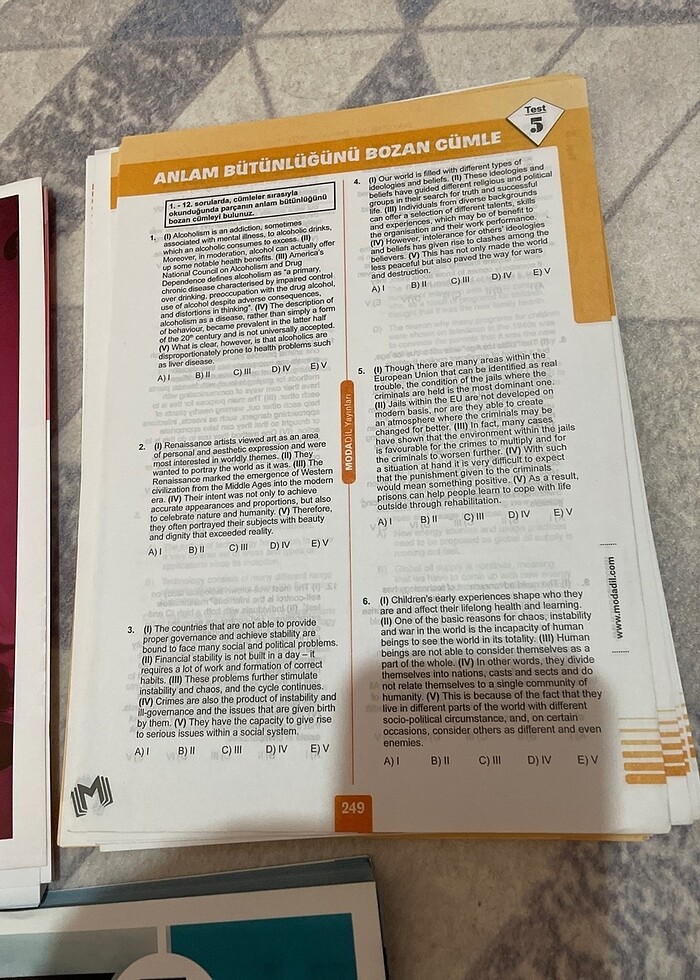 Test
5
ANLAM BÜTÜNLÜĞÜNÜ BOZAN CÜMLE
1. - 12. sorularda, cümleler sırasıyla
okunduğunda parçanın anlam bütünlüğünü
bozan cümleyi bulunuz.
1. (I) Alcoholism is an addiction, sometimes
associated with mental illness, to alcoholic drinks,
which an alcoholic consumes to excess. (II)
Moreover, in moderation, alcohol can actually offer
up some notable health benefits. (III) America's
National Council on Alcoholism and Drug
Dependence defines alcoholism as "a primary,
chronic disease characterised by impaired control
over drinking, preoccupation with the drug alcohol,
use of alcohol despite adverse consequences,
and distortions in thinking". (IV) The description of
alcoholism as a disease, rather than simply a form
of behaviour, became prevalent in the latter half
of the 20th century and is not universally accepted.
(V) What is clear, however, is that alcoholics are
disproportionately prone to health problems such
as liver disease.
A) I B) II C) III D) IV E) V
2. (I) Renaissance artists viewed art as an area
of personal and aesthetic expression and were
most interested in worldly themes. (II) They
wanted to portray the world as it was. (III) The
Renaissance marked the emergence of Western
civilization from the Middle Ages into the modern
era. (IV) Their intent was not only to achieve
accurate appearances and proportions, but also
to celebrate nature and humanity. (V) Therefore,
they often portrayed their subjects with beauty
and dignity that exceeded reality.
A) I B) II C) III D) IV E) V
3. (I) The countries that are not able to provide
proper governance and achieve stability are
bound to face many social and political problems.
(II) Financial stability is not built in a day – it
requires a lot of work and formation of correct
habits. (III) These problems further stimulate
instability and chaos, and the cycle continues.
(IV) Crimes are also the product of instability and
ill-governance and the issues that are given birth
by them. (V) They have the capacity to give rise
to serious issues within a social system.
A) I B) II C) III D) IV E) V
MODADİL Yayınları
4. (I) Our world is filled with different types of
ideologies and beliefs. (II) These ideologies and
beliefs have guided different religious and political
groups in their search for truth and successful
life. (III) Individuals from diverse backgrounds
can offer a selection of different talents, skills
and experiences, which may be of benefit to
the organisation and their work performance.
(IV) However, intolerance for others' ideologies
and beliefs has given rise to clashes among the
believers. (V) This has not only made the world
less peaceful but also paved the way for wars
and destruction.
A) I B) II C) III D) IV E) V
5. (I) Though there are many areas within the
European Union that can be identified as real
trouble, the condition of the jails where the
criminals are held is the most dominant one.
(II) Jails within the EU are not developed on
modern basis, nor are they able to create
an atmosphere where the criminals may be
changed for better. (III) In fact, many cases
have shown that the environment within the jails
is favourable for the crimes to multiply and for
the criminals to worsen further. (IV) With such
a situation at hand it is very difficult to expect
that the punishment given to the criminals
would mean something positive. (V) As a result,
prisons can help people learn to cope with life
outside through rehabilitation.
A) I B) II C) III D) IV E) V
6. (I) Children's early experiences shape who they
are and affect their lifelong health and learning.
(II) One of the basic reasons for chaos, instability
and war in the world is the incapacity of human
beings to see the world in its totality. (III) Human
beings are not able to consider themselves as a
part of the whole. (IV) In other words, they divide
themselves into nations, casts and sects and do
not relate themselves to a single community of
humanity. (V) This is because of the fact that they
live in different parts of the world with different
socio-political circumstance, and, on certain
occasions, consider others as different and even
enemies.
A) I B) II C) III D) IV E) V
www.modadil.com
M
249